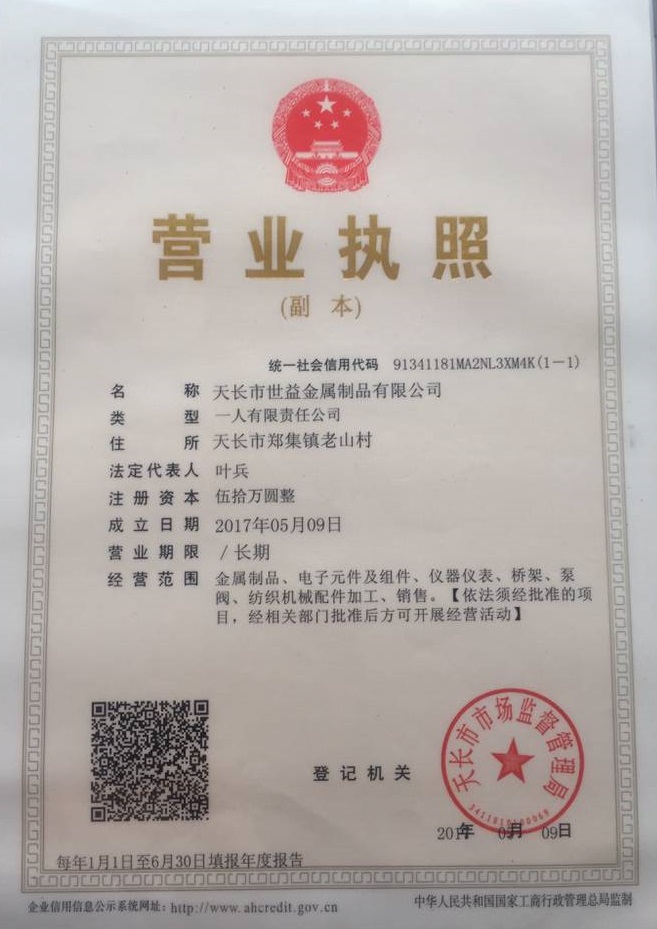 营业执照
(副 本)
统一社会信用代码 91341181MA2NL3XM4K(1-1)
名称 天长市世益金属制品有限公司
类型 一人有限责任公司
住所 天长市郑集镇老山村
法定代表人 叶兵
注册资本 伍拾万圆整
成立日期 2017年05月09日
营业期限 /长期
经营范围 金属制品、电子元件及组件、仪器仪表、桥架、泵
阀、纺织机械配件加工、销售。【依法须经批准的项
目，经相关部门批准后方可开展经营活动】
天长市市场监督管理局
登记机关
年 月 09日
每年1月1日至6月30日填报年度报告
企业信用信息公示系统网址: http://www.ahcredit.gov.cn
中华人民共和国国家工商行政管理总局监制